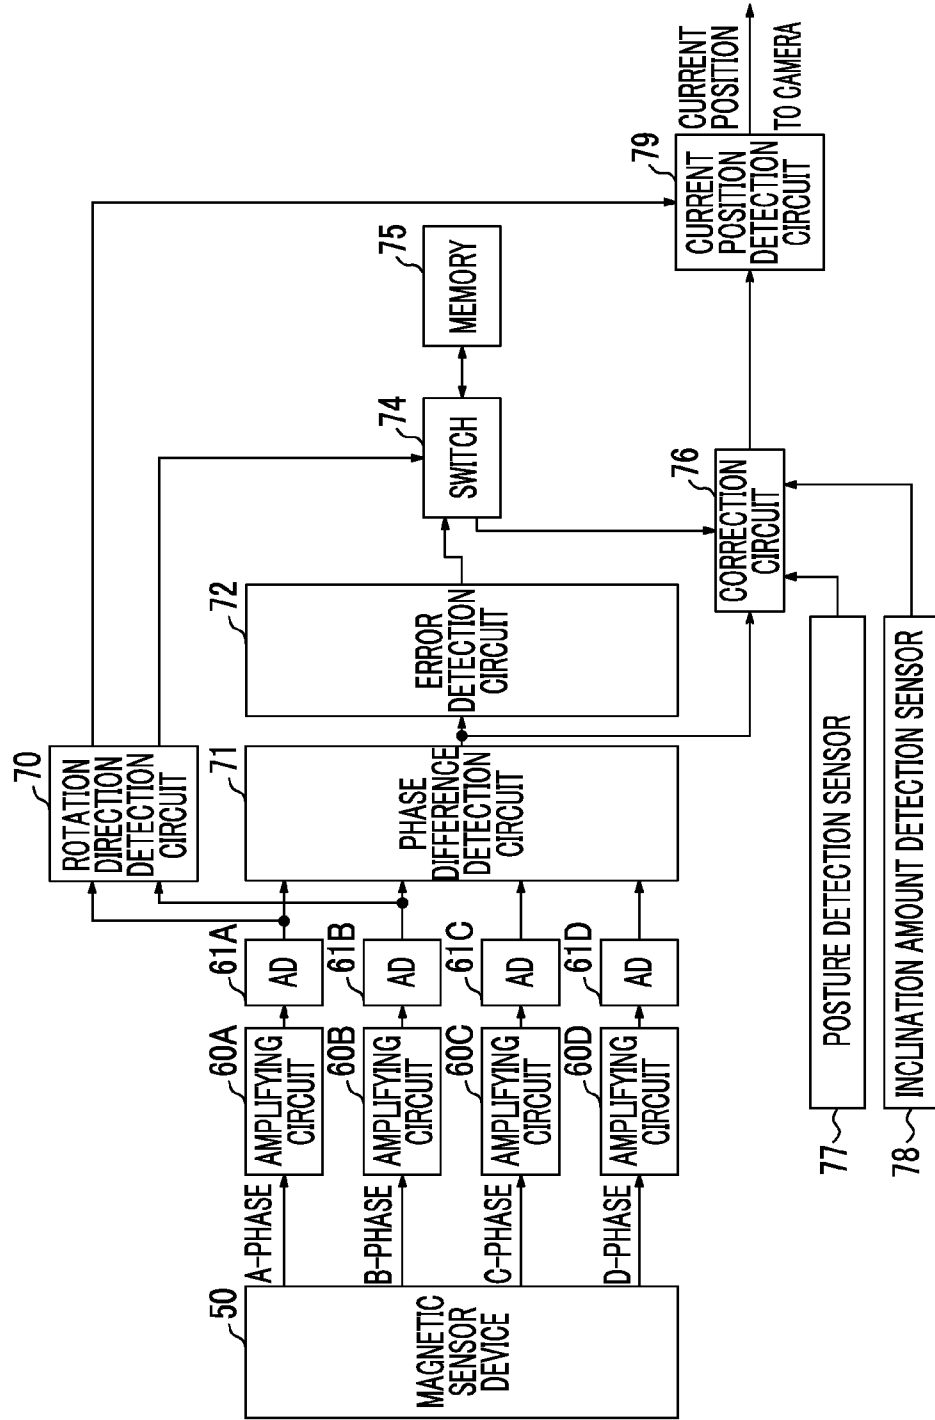 50
MAGNETIC
SENSOR
DEVICE
A-PHASE
B-PHASE
C-PHASE
D-PHASE
60A
AMPLIFYING
CIRCUIT
60B
AMPLIFYING
CIRCUIT
60C
AMPLIFYING
CIRCUIT
60D
AMPLIFYING
CIRCUIT
61A
AD
61B
AD
61C
AD
61D
AD
70
ROTATION
DIRECTION
DETECTION
CIRCUIT
71
PHASE
DIFFERENCE
DETECTION
CIRCUIT
72
ERROR
DETECTION
CIRCUIT
74
SWITCH
75
MEMORY
76
CORRECTION
CIRCUIT
77
POSTURE DETECTION SENSOR
78
INCLINATION AMOUNT DETECTION SENSOR
79
CURRENT
POSITION
DETECTION
CIRCUIT
CURRENT
POSITION
TO CAMERA